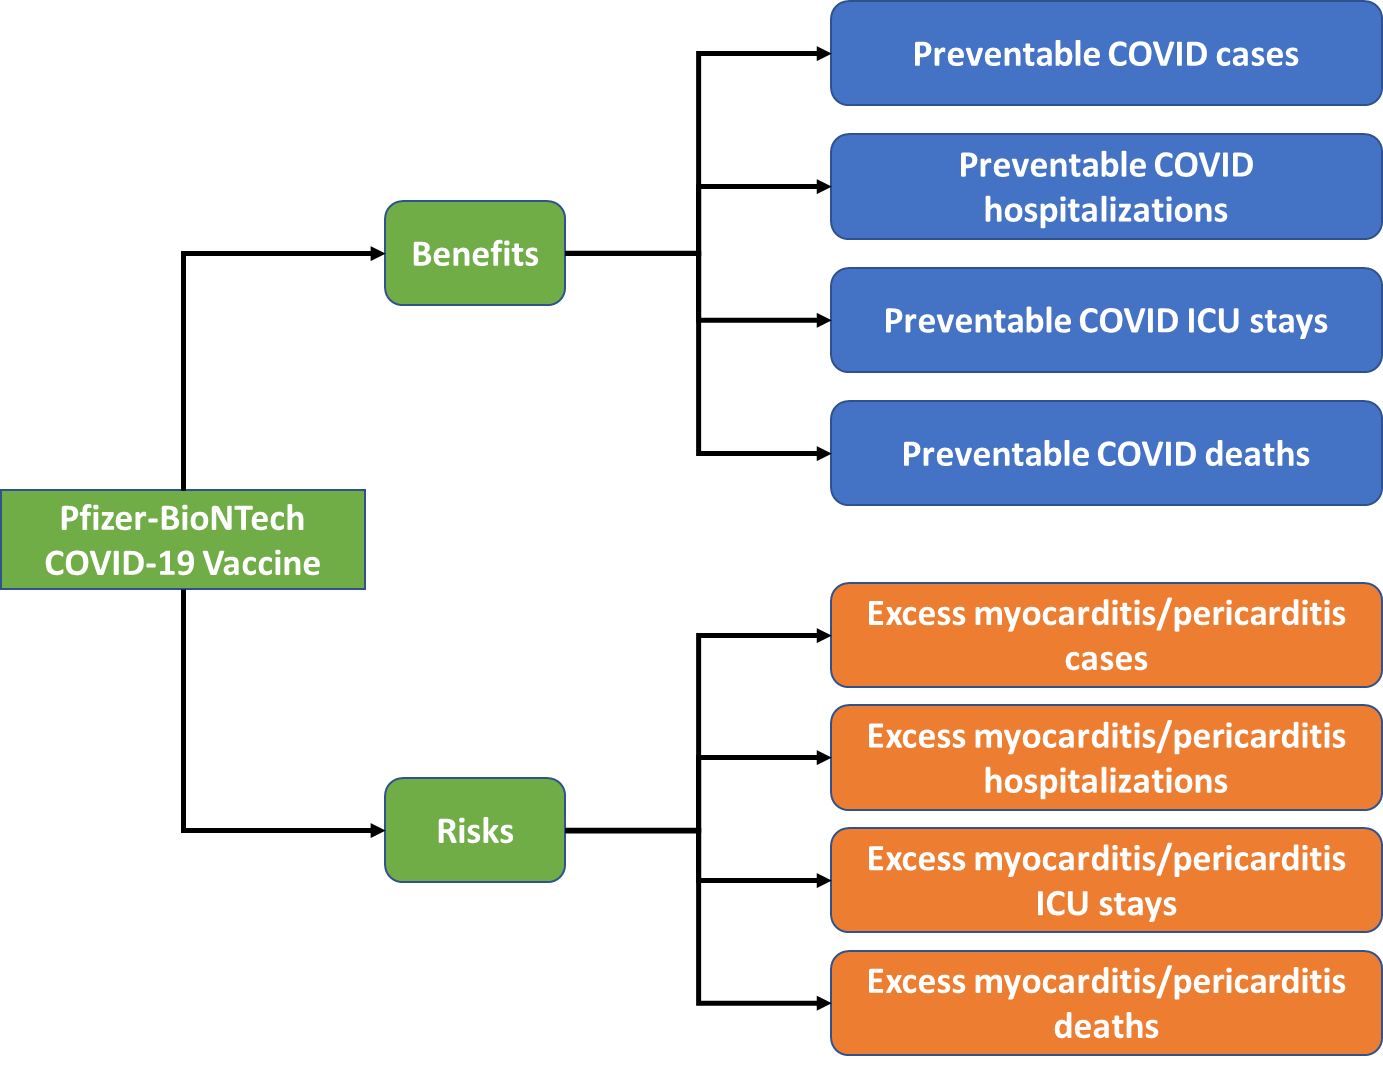 Preventable COVID cases
Preventable COVID
hospitalizations
Benefits
Preventable COVID ICU stays
Preventable COVID deaths
Pfizer-BioNTech
COVID-19 Vaccine
Excess myocarditis/pericarditis
cases
Excess myocarditis/pericarditis
hospitalizations
Risks
Excess myocarditis/pericarditis
ICU stays
Excess myocarditis/pericarditis
deaths